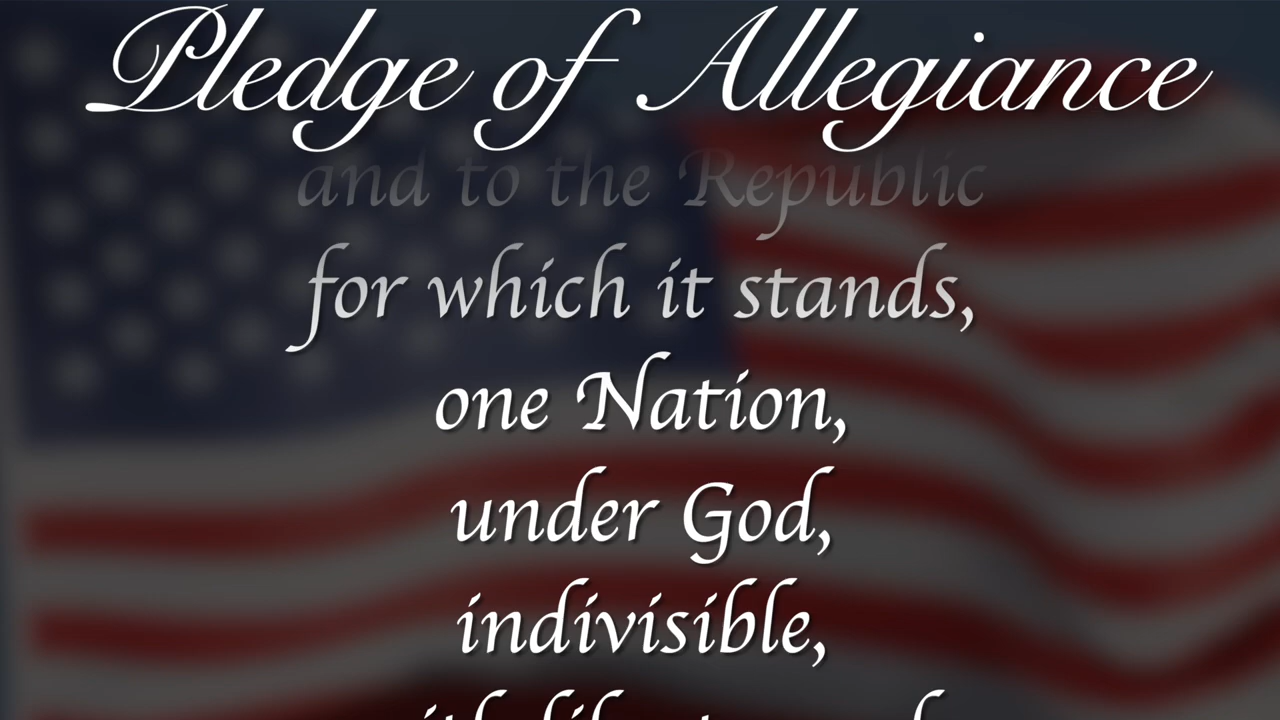 Pledge of Allegiance
and to the Republic
for which it stands,
one Nation,
under God,
indivisible,